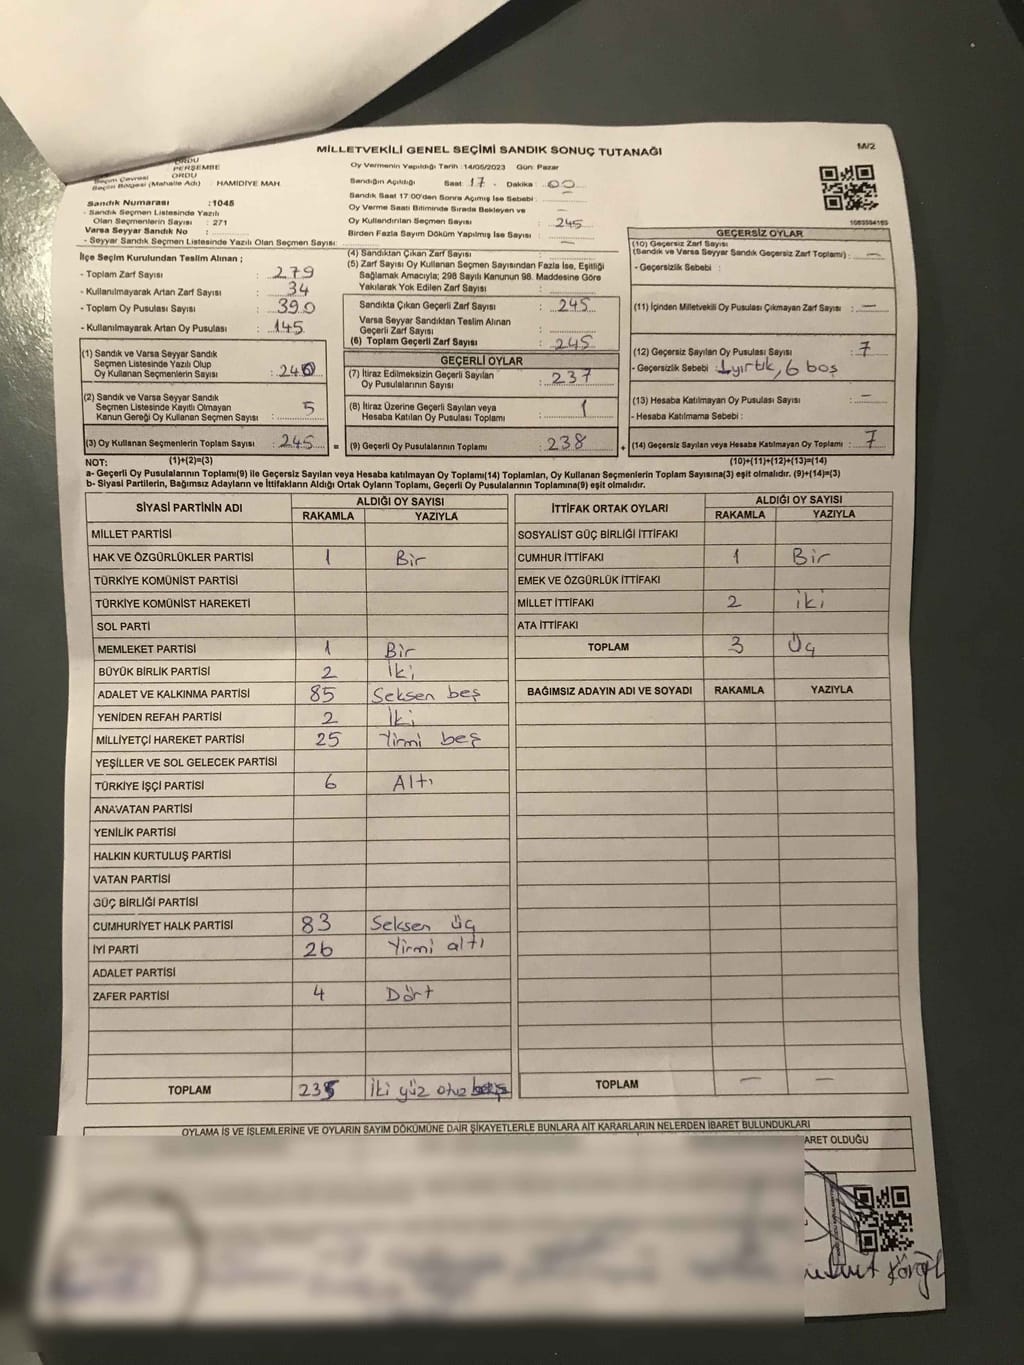 MİLLETVEKİLİ GENEL SEÇİMİ SANDIK SONUÇ TUTANAĞI
M/2
ORDU
PERŞEMBE
Seçim Çevresi ORDU
Seçim Bölgesi (Mahalle Adı) : HAMİDİYE MAH.
Sandık Numarası :1045
- Sandık Seçmen Listesinde Yazılı
Olan Seçmenlerin Sayısı : 271
Varsa Seyyar Sandık No :
- Seyyar Sandık Seçmen Listesinde Yazılı Olan Seçmen Sayısı:
Oy Vermenin Yapıldığı Tarih :14/05/2023 Gün: Pazar
Sandığın Açıldığı Saat 17 - Dakika : 00
Sandık Saat 17:00'den Sonra Açılmış İse Sebebi : –
Oy Verme Saati Bitiminde Sırada Bekleyen ve –
Oy Kullandırılan Seçmen Sayısı : 245
Birden Fazla Sayım Döküm Yapılmış İse Sayısı : —
İlçe Seçim Kurulundan Teslim Alınan ;
- Toplam Zarf Sayısı : 279
- Kullanılmayarak Artan Zarf Sayısı : 34
- Toplam Oy Pusulası Sayısı : 390
- Kullanılmayarak Artan Oy Pusulası : 145
(1) Sandık ve Varsa Seyyar Sandık
Seçmen Listesinde Yazılı Olup
Oy Kullanan Seçmenlerin Sayısı : 240
(2) Sandık ve Varsa Seyyar Sandık
Seçmen Listesinde Kayıtlı Olmayan
Kanun Gereği Oy Kullanan Seçmen Sayısı : 5
(3) Oy Kullanan Seçmenlerin Toplam Sayısı : 245 =
(4) Sandıktan Çıkan Zarf Sayısı :
(5) Zarf Sayısı Oy Kullanan Seçmen Sayısından Fazla İse, Eşitliği
Sağlamak Amacıyla; 298 Sayılı Kanunun 98. Maddesine Göre
Yakılarak Yok Edilen Zarf Sayısı :
Sandıkta Çıkan Geçerli Zarf Sayısı : 245
Varsa Seyyar Sandıktan Teslim Alınan
Geçerli Zarf Sayısı :
(6) Toplam Geçerli Zarf Sayısı : 245
GEÇERLİ OYLAR
(7) İtiraz Edilmeksizin Geçerli Sayılan
Oy Pusulalarının Sayısı : 237
(8) İtiraz Üzerine Geçerli Sayılan veya
Hesaba Katılan Oy Pusulası Toplamı : 1
(9) Geçerli Oy Pusulalarının Toplamı : 238 +
GEÇERSİZ OYLAR
(10) Geçersiz Zarf Sayısı
(Sandık ve Varsa Seyyar Sandık Geçersiz Zarf Toplamı) : —
- Geçersizlik Sebebi :
(11) İçinden Milletvekili Oy Pusulası Çıkmayan Zarf Sayısı : —
(12) Geçersiz Sayılan Oy Pusulası Sayısı : 7
- Geçersizlik Sebebi : 1 yırtık, 6 boş
(13) Hesaba Katılmayan Oy Pusulası Sayısı : —
- Hesaba Katılmama Sebebi :
(14) Geçersiz Sayılan veya Hesaba Katılmayan Oy Toplamı : 7
NOT: (1)+(2)=(3) (10)+(11)+(12)+(13)=(14)
a- Geçerli Oy Pusulalarının Toplamı(9) ile Geçersiz Sayılan veya Hesaba katılmayan Oy Toplamı(14) Toplamları, Oy Kullanan Seçmenlerin Toplam Sayısına(3) eşit olmalıdır. (9)+(14)=(3)
b- Siyasi Partilerin, Bağımsız Adayların ve İttifakların Aldığı Ortak Oyların Toplamı, Geçerli Oy Pusulalarının Toplamına(9) eşit olmalıdır.
SİYASİ PARTİNİN ADI ALDIĞI OY SAYISI
RAKAMLA YAZIYLA
MİLLET PARTİSİ
HAK VE ÖZGÜRLÜKLER PARTİSİ 1 Bir
TÜRKİYE KOMÜNİST PARTİSİ
TÜRKİYE KOMÜNİST HAREKETİ
SOL PARTİ
MEMLEKET PARTİSİ 1 Bir
BÜYÜK BİRLİK PARTİSİ 2 İki
ADALET VE KALKINMA PARTİSİ 85 Seksen beş
YENİDEN REFAH PARTİSİ 2 İki
MİLLİYETÇİ HAREKET PARTİSİ 25 Yirmi beş
YEŞİLLER VE SOL GELECEK PARTİSİ
TÜRKİYE İŞÇİ PARTİSİ 6 Altı
ANAVATAN PARTİSİ
YENİLİK PARTİSİ
HALKIN KURTULUŞ PARTİSİ
VATAN PARTİSİ
GÜÇ BİRLİĞİ PARTİSİ
CUMHURİYET HALK PARTİSİ 83 Seksen üç
İYİ PARTİ 26 Yirmi altı
ADALET PARTİSİ
ZAFER PARTİSİ 4 Dört
TOPLAM 235 İki yüz otuz beş
İTTİFAK ORTAK OYLARI ALDIĞI OY SAYISI
RAKAMLA YAZIYLA
SOSYALİST GÜÇ BİRLİĞİ İTTİFAKI
CUMHUR İTTİFAKI 1 Bir
EMEK VE ÖZGÜRLÜK İTTİFAKI
MİLLET İTTİFAKI 2 iki
ATA İTTİFAKI
TOPLAM 3 Üç
BAĞIMSIZ ADAYIN ADI VE SOYADI RAKAMLA YAZIYLA
TOPLAM — —
OYLAMA İŞ VE İŞLEMLERİNE VE OYLARIN SAYIM DÖKÜMÜNE DAİR ŞİKAYETLERLE BUNLARA AİT KARARLARIN NELERDEN İBARET BULUNDUKLARI
ARET OLDUĞU